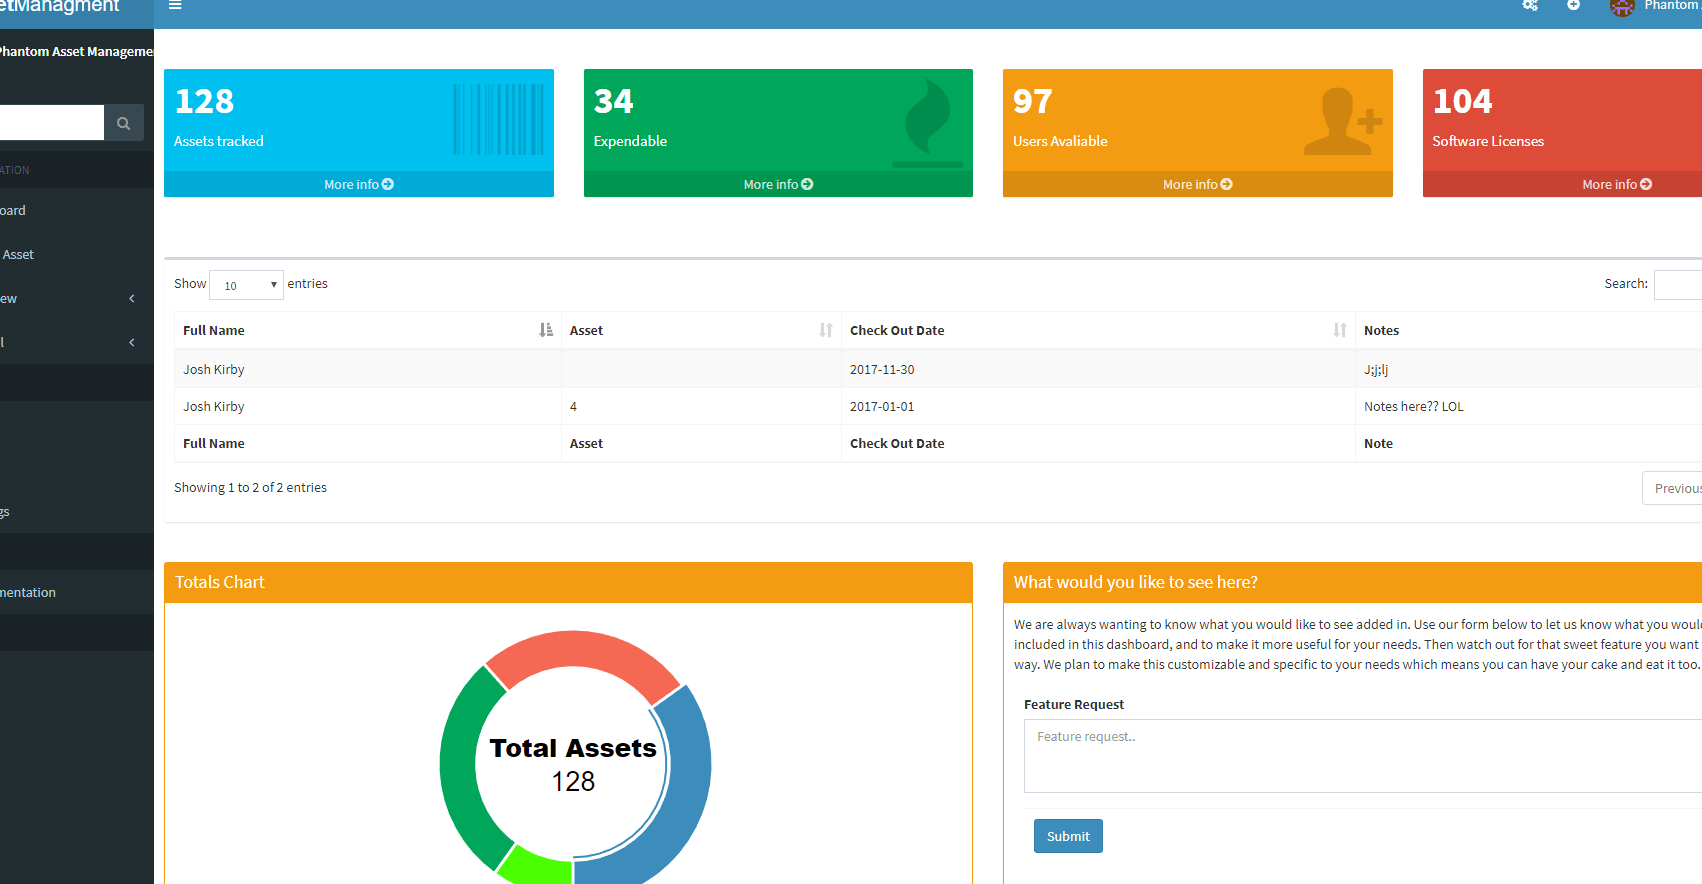 etManagment
Phantom
Phantom Asset Manageme
ATION
oard
Asset
ew
l
gs
mentation
128
Assets tracked
More info
34
Expendable
More info
97
Users Avaliable
More info
104
Software Licenses
More info
Show 10 entries
Search:
Full Name Asset Check Out Date Notes
Josh Kirby 2017-11-30 J;j;lj
Josh Kirby 4 2017-01-01 Notes here?? LOL
Full Name Asset Check Out Date Note
Showing 1 to 2 of 2 entries
Previous
Totals Chart
Total Assets
128
What would you like to see here?
We are always wanting to know what you would like to see added in. Use our form below to let us know what you would
included in this dashboard, and to make it more useful for your needs. Then watch out for that sweet feature you want
way. We plan to make this customizable and specific to your needs which means you can have your cake and eat it too.
Feature Request
Feature request..
Submit